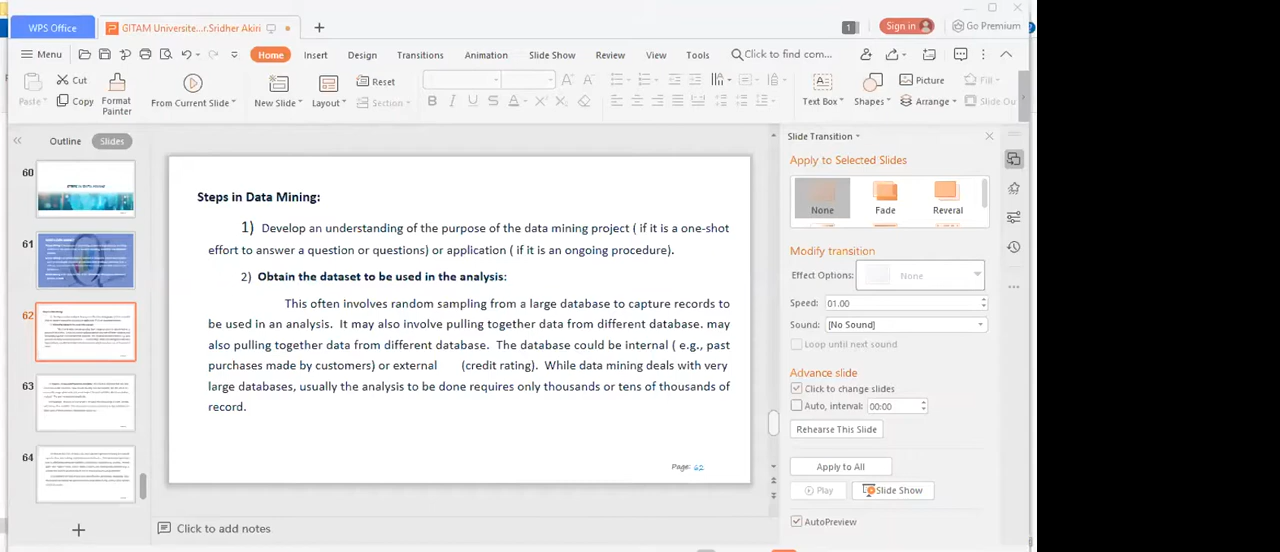 WPS Office
GITAM Universite...r.Sridher Akiri
1
Sign in
Go Premium
Menu
Home
Insert
Design
Transitions
Animation
Slide Show
Review
View
Tools
Click to find com...
Paste
Cut
Copy
Format
Painter
From Current Slide
New Slide
Layout
Reset
Section
B I U S A X² X₂
Text Box
Shapes
Picture
Arrange
Fill
Slide Ou
Outline
Slides
60
61
62
63
64
Steps in Data Mining:
1) Develop an understanding of the purpose of the data mining project ( if it is a one-shot
effort to answer a question or questions) or application( if it is an ongoing procedure).
2) Obtain the dataset to be used in the analysis:
This often involves random sampling from a large database to capture records to
be used in an analysis.. It may also involve pulling together data from different database. may
also pulling together data from different database. The database could be internal ( e.g., past
purchases made by customers) or external (credit rating). While data mining deals with very
large databases, usually the analysis to be done requires only thousands or tens of thousands of
record.
Page: 62
Click to add notes
Slide Transition
Apply to Selected Slides
None
Fade
Reveral
Modify transition
Effect Options:
None
Speed: 01.00
Sound: [No Sound]
Loop until next sound
Advance slide
Click to change slides
Auto, interval: 00:00
Rehearse This Slide
Apply to All
Play
Slide Show
AutoPreview